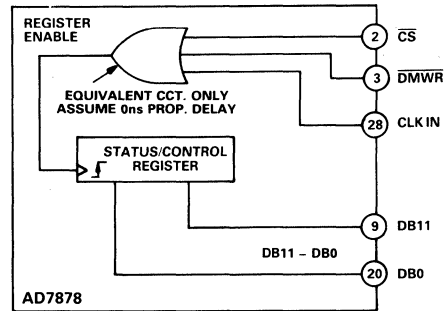 REGISTER
ENABLE
2 CS
3 DMWR
EQUIVALENT CCT. ONLY
ASSUME 0ns PROP. DELAY
28 CLK IN
STATUS/CONTROL
REGISTER
9 DB11
DB11 – DB0
20 DB0
AD7878